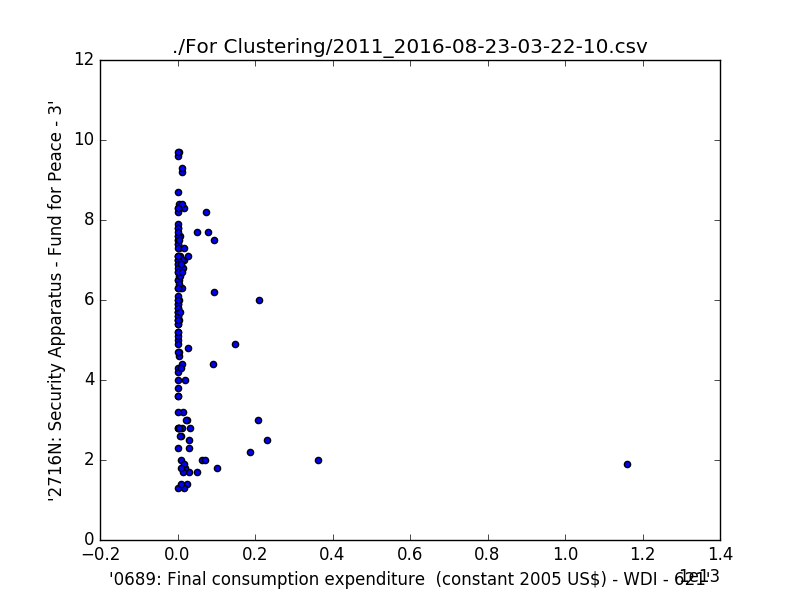 ./For Clustering/2011_2016-08-23-03-22-10.csv
12
10
8
6
4
2
0
'2716N: Security Apparatus - Fund for Peace - 3'
−0.2 0.0 0.2 0.4 0.6 0.8 1.0 1.2 1.4
1e13
'0689: Final consumption expenditure (constant 2005 US$) - WDI - 621'